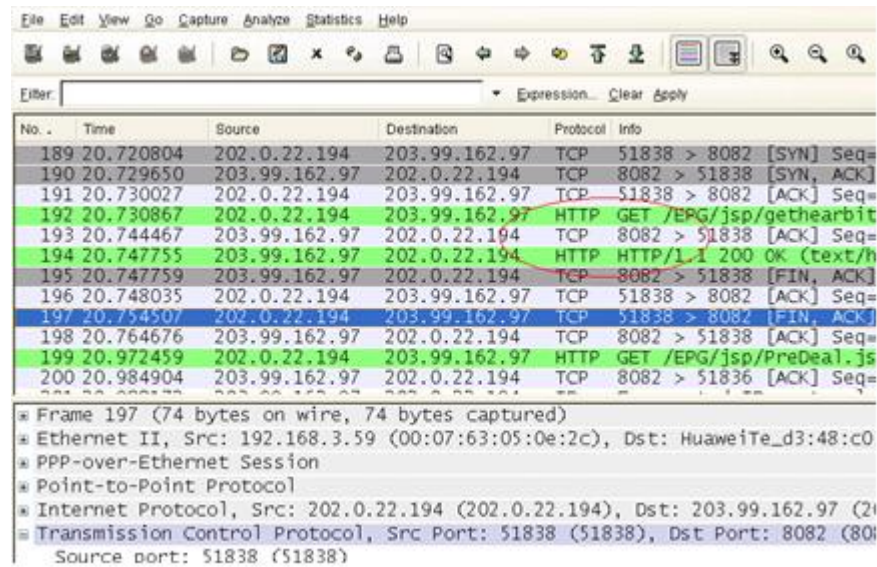 File Edit View Go Capture Analyze Statistics Help
Filter: Expression... Clear Apply
No. . Time Source Destination Protocol Info
189 20.720804 202.0.22.194 203.99.162.97 TCP 51838 > 8082 [SYN] Seq=
190 20.729650 203.99.162.97 202.0.22.194 TCP 8082 > 51838 [SYN, ACK]
191 20.730027 202.0.22.194 203.99.162.97 TCP 51838 > 8082 [ACK] Seq=
192 20.730867 202.0.22.194 203.99.162.97 HTTP GET /EPG/jsp/gethearbit
193 20.744467 203.99.162.97 202.0.22.194 TCP 8082 > 51838 [ACK] Seq=
194 20.747755 203.99.162.97 202.0.22.194 HTTP HTTP/1.1 200 OK (text/h
195 20.747759 203.99.162.97 202.0.22.194 TCP 8082 > 51838 [FIN, ACK]
196 20.748035 202.0.22.194 203.99.162.97 TCP 51838 > 8082 [ACK] Seq=
197 20.754507 202.0.22.194 203.99.162.97 TCP 51838 > 8082 [FIN, ACK]
198 20.764676 203.99.162.97 202.0.22.194 TCP 8082 > 51838 [ACK] Seq=
199 20.972459 202.0.22.194 203.99.162.97 HTTP GET /EPG/jsp/PreDeal.js
200 20.984904 203.99.162.97 202.0.22.194 TCP 8082 > 51836 [ACK] Seq=
Frame 197 (74 bytes on wire, 74 bytes captured)
Ethernet II, Src: 192.168.3.59 (00:07:63:05:0e:2c), Dst: HuaweiTe_d3:48:c0
PPP-over-Ethernet Session
Point-to-Point Protocol
Internet Protocol, Src: 202.0.22.194 (202.0.22.194), Dst: 203.99.162.97 (2
Transmission Control Protocol, Src Port: 51838 (51838), Dst Port: 8082 (80
Source port: 51838 (51838)